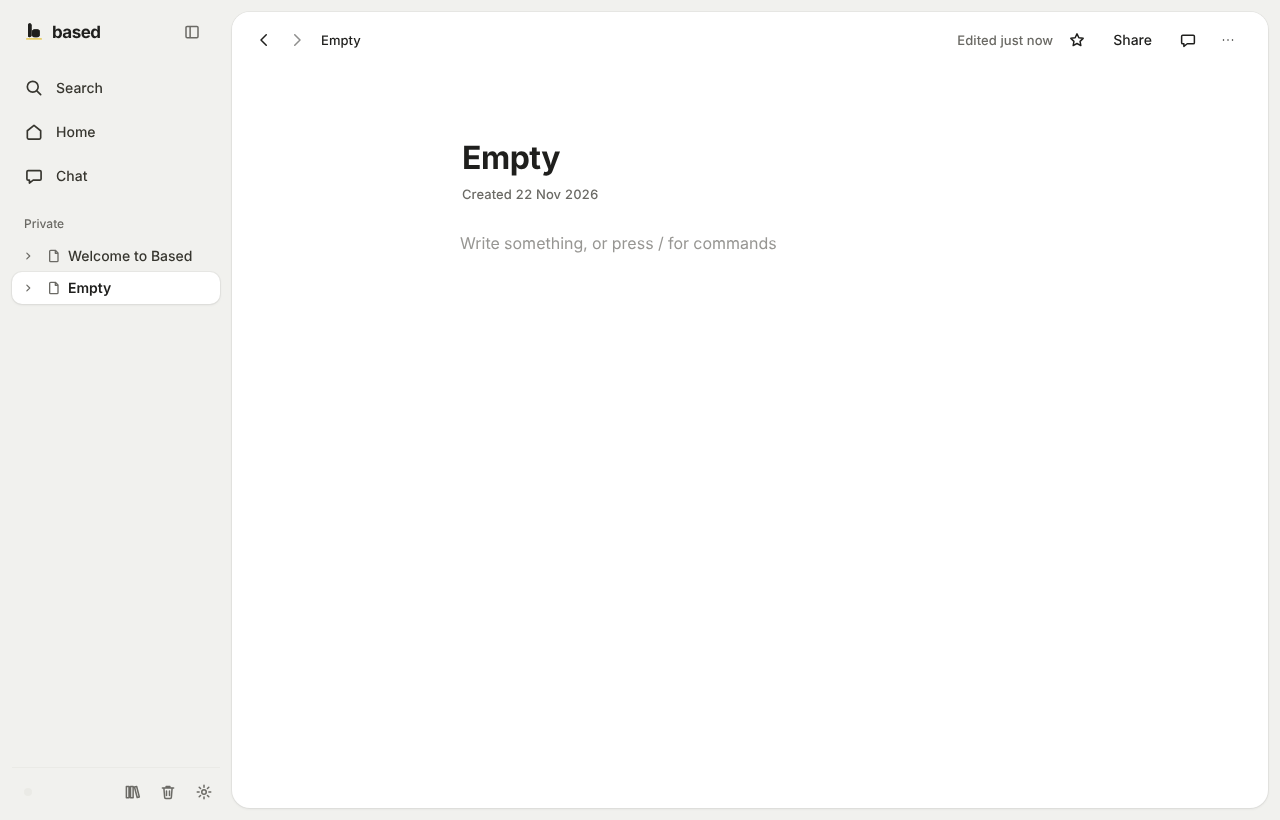 based
Search
Home
Chat
Private
Welcome to Based
Empty
Empty
Edited just now
Share
Empty
Created 22 Nov 2026
Write something, or press / for commands